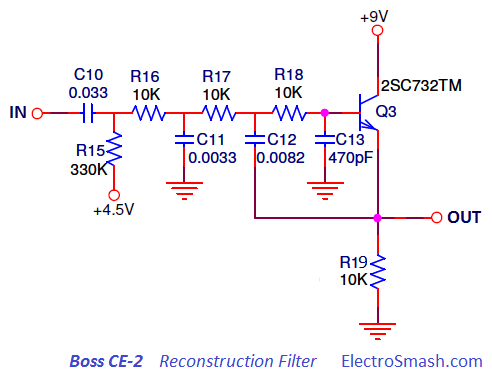 +9V
C10
0.033
R16
10K
R17
10K
R18
10K
2SC732TM
Q3
IN
R15
330K
+4.5V
C11
0.0033
C12
0.0082
C13
470pF
OUT
R19
10K
Boss CE-2 Reconstruction Filter ElectroSmash.com